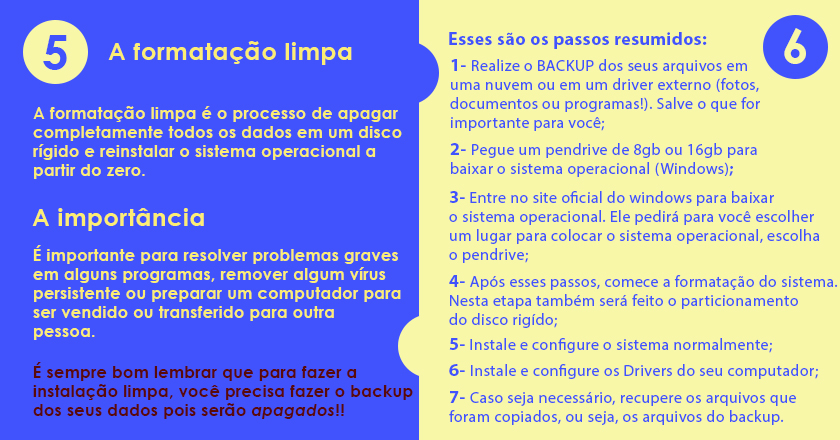 5
A formatação limpa
A formatação limpa é o processo de apagar
completamente todos os dados em um disco
rígido e reinstalar o sistema operacional a
partir do zero.
A importância
É importante para resolver problemas graves
em alguns programas, remover algum vírus
persistente ou preparar um computador para
ser vendido ou transferido para outra
pessoa.
É sempre bom lembrar que para fazer a
instalação limpa, você precisa fazer o backup
dos seus dados pois serão apagados!!
6
Esses são os passos resumidos:
1- Realize o BACKUP dos seus arquivos em
uma nuvem ou em um driver externo (fotos,
documentos ou programas!). Salve o que for
importante para você;
2- Pegue um pendrive de 8gb ou 16gb para
baixar o sistema operacional (Windows);
3- Entre no site oficial do windows para baixar
o sistema operacional. Ele pedirá para você escolher
um lugar para colocar o sistema operacional, escolha
o pendrive;
4- Após esses passos, comece a formatação do sistema.
Nesta etapa também será feito o particionamento
do disco rigído;
5- Instale e configure o sistema normalmente;
6- Instale e configure os Drivers do seu computador;
7- Caso seja necessário, recupere os arquivos que
foram copiados, ou seja, os arquivos do backup.